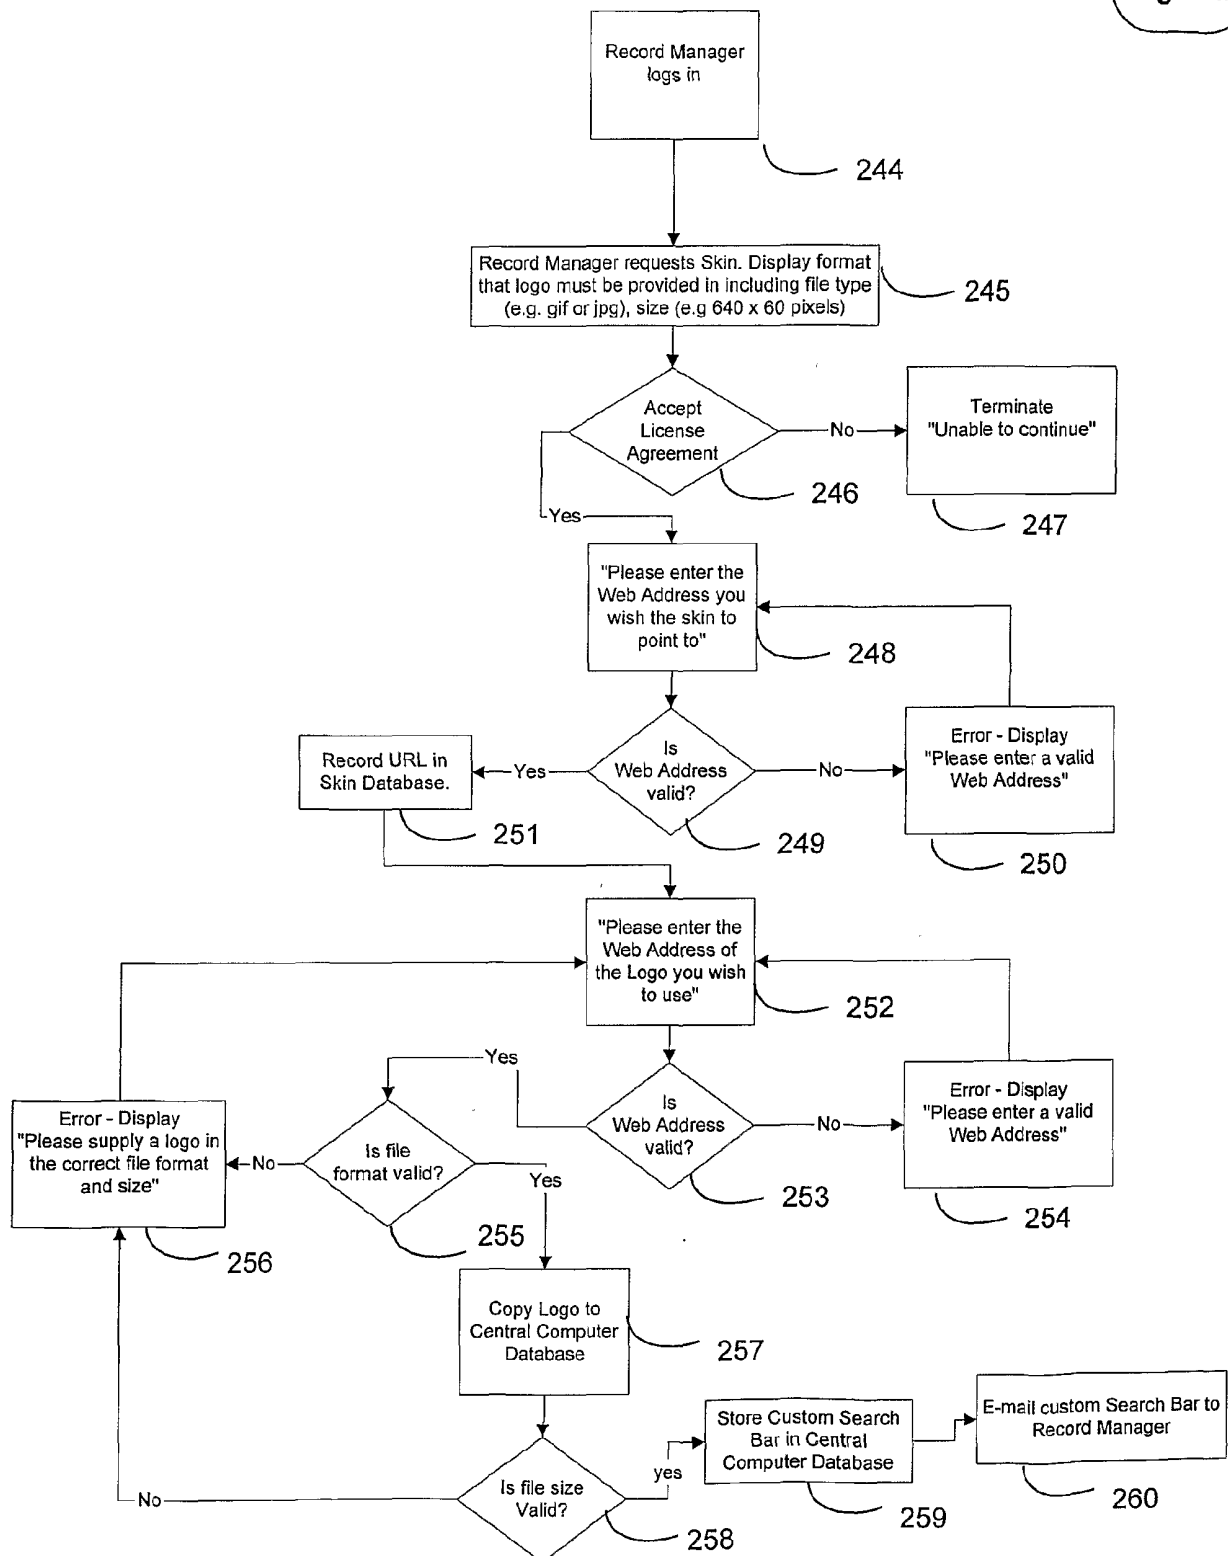 Record Manager
logs in
244
Record Manager requests Skin. Display format
that logo must be provided in including file type
(e.g. gif or jpg), size (e.g 640 x 60 pixels)
245
Accept
License
Agreement
246
No
Terminate
"Unable to continue"
247
Yes
"Please enter the
Web Address you
wish the skin to
point to"
248
Is
Web Address
valid?
249
No
Error - Display
"Please enter a valid
Web Address"
250
Yes
Record URL in
Skin Database.
251
"Please enter the
Web Address of
the Logo you wish
to use"
252
Is
Web Address
valid?
253
No
Error - Display
"Please enter a valid
Web Address"
254
Yes
Is file
format valid?
255
No
Error - Display
"Please supply a logo in
the correct file format
and size"
256
Yes
Copy Logo to
Central Computer
Database
257
Is file size
Valid?
258
No
yes
Store Custom Search
Bar in Central
Computer Database
259
E-mail custom Search Bar to
Record Manager
260